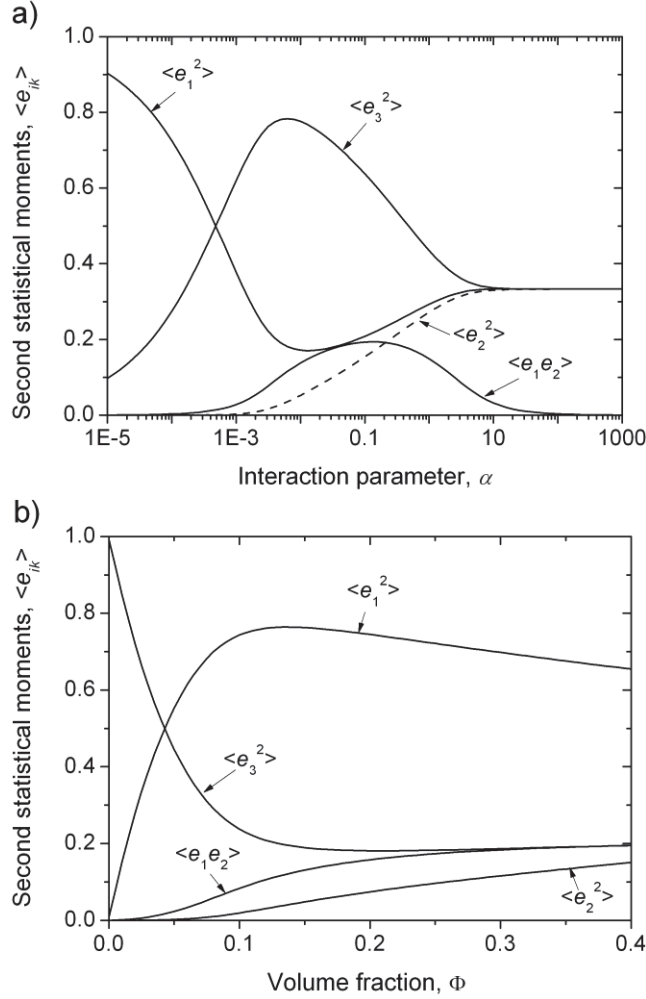 a)
1.0
0.8
0.6
0.4
0.2
0.0
Second statistical moments, <e_ik>
<e_1^2>
<e_3^2>
<e_2^2>
<e_1e_2>
1E-5 1E-3 0.1 10 1000
Interaction parameter, α
b)
1.0
0.8
0.6
0.4
0.2
0.0
Second statistical moments, <e_ik>
<e_1^2>
<e_3^2>
<e_1e_2>
<e_2^2>
0.0 0.1 0.2 0.3 0.4
Volume fraction, Φ